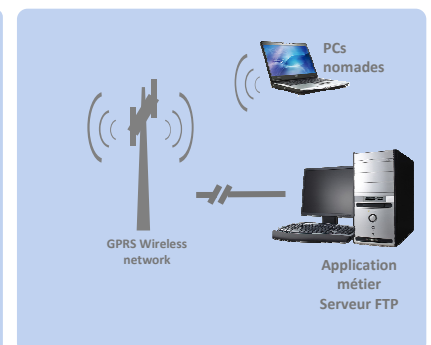 PCs
nomades
GPRS Wireless
network
Application
métier
Serveur FTP